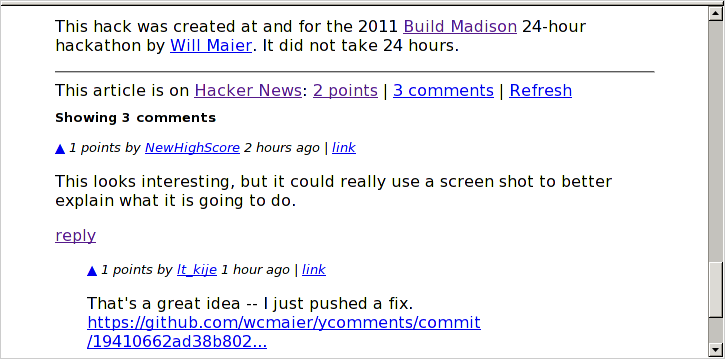 This hack was created at and for the 2011 Build Madison 24-hour
hackathon by Will Maier. It did not take 24 hours.
This article is on Hacker News: 2 points | 3 comments | Refresh
Showing 3 comments
▲ 1 points by NewHighScore 2 hours ago | link
This looks interesting, but it could really use a screen shot to better
explain what it is going to do.
reply
▲ 1 points by lt_kije 1 hour ago | link
That's a great idea -- I just pushed a fix.
https://github.com/wcmaier/ycomments/commit
/19410662ad38b802...